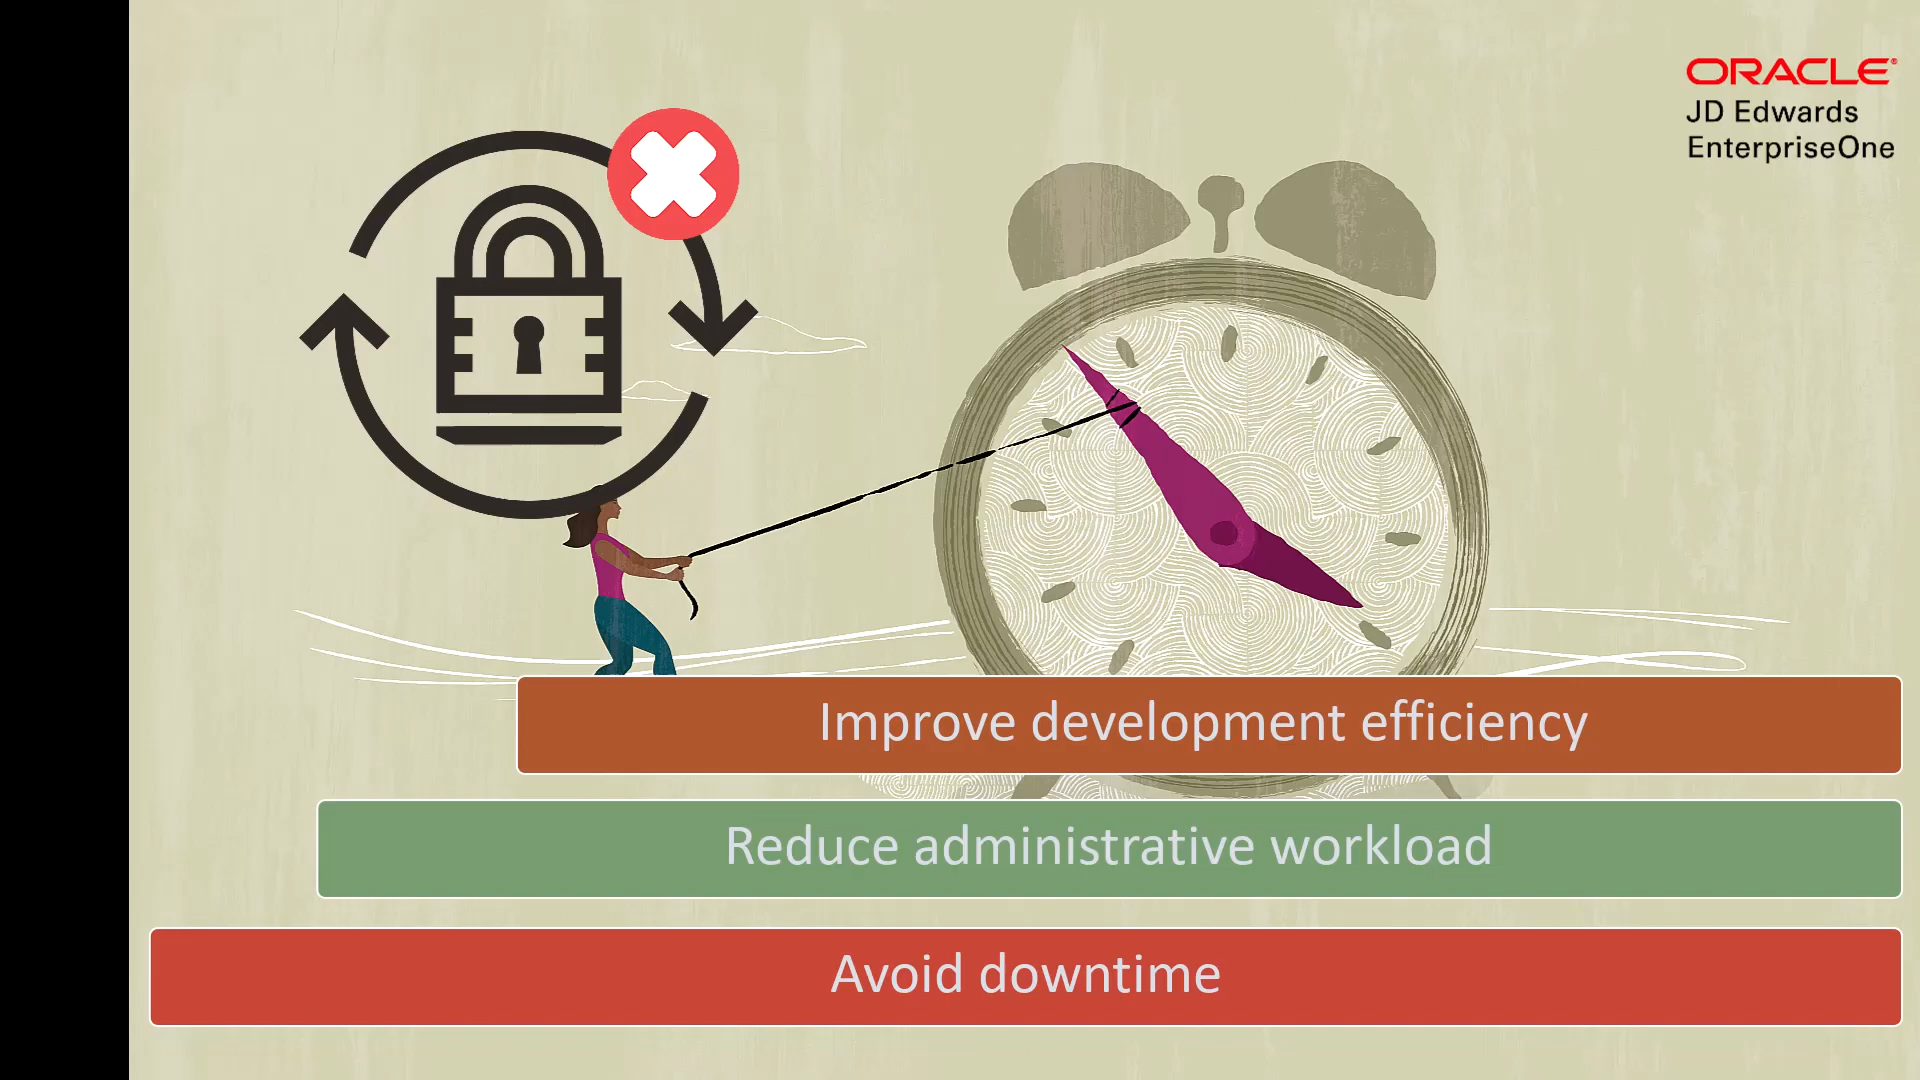 ORACLE®
JD Edwards
EnterpriseOne
Improve development efficiency
Reduce administrative workload
Avoid downtime